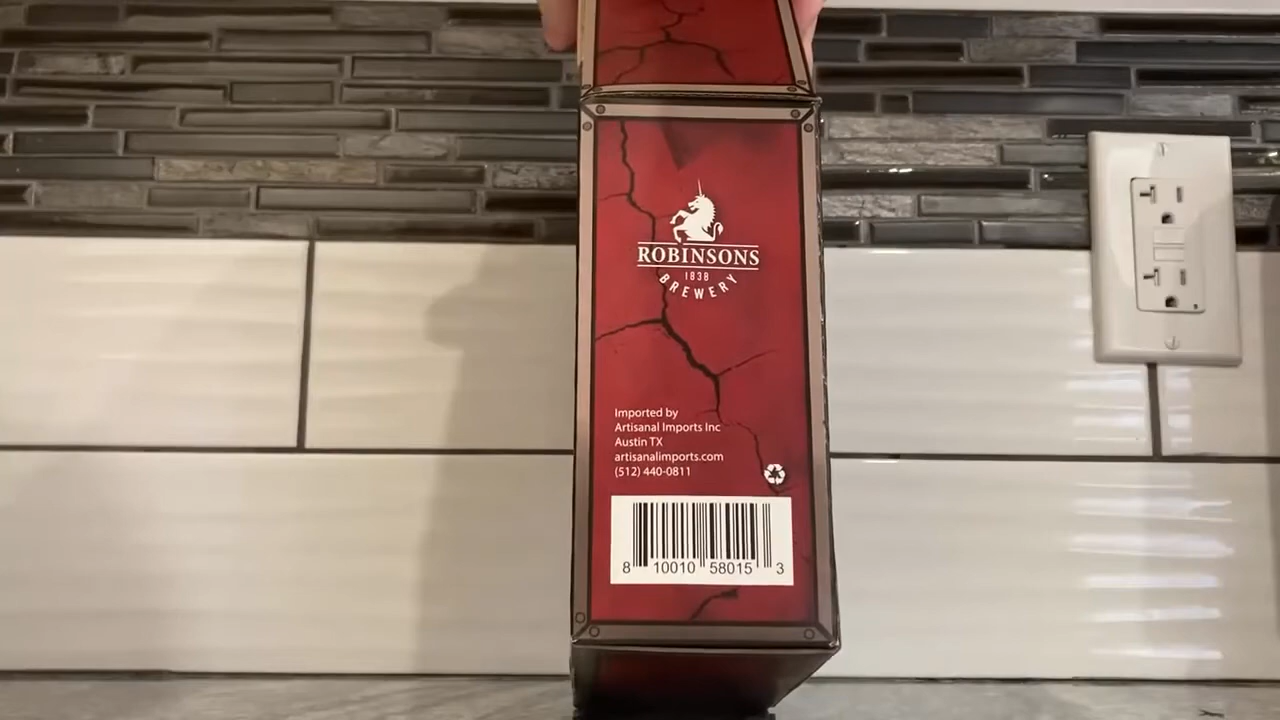 ROBINSONS
1838
BREWERY
Imported by
Artisanal Imports Inc
Austin TX
artisanalimports.com
(512) 440-0811
8 10010 58015 3